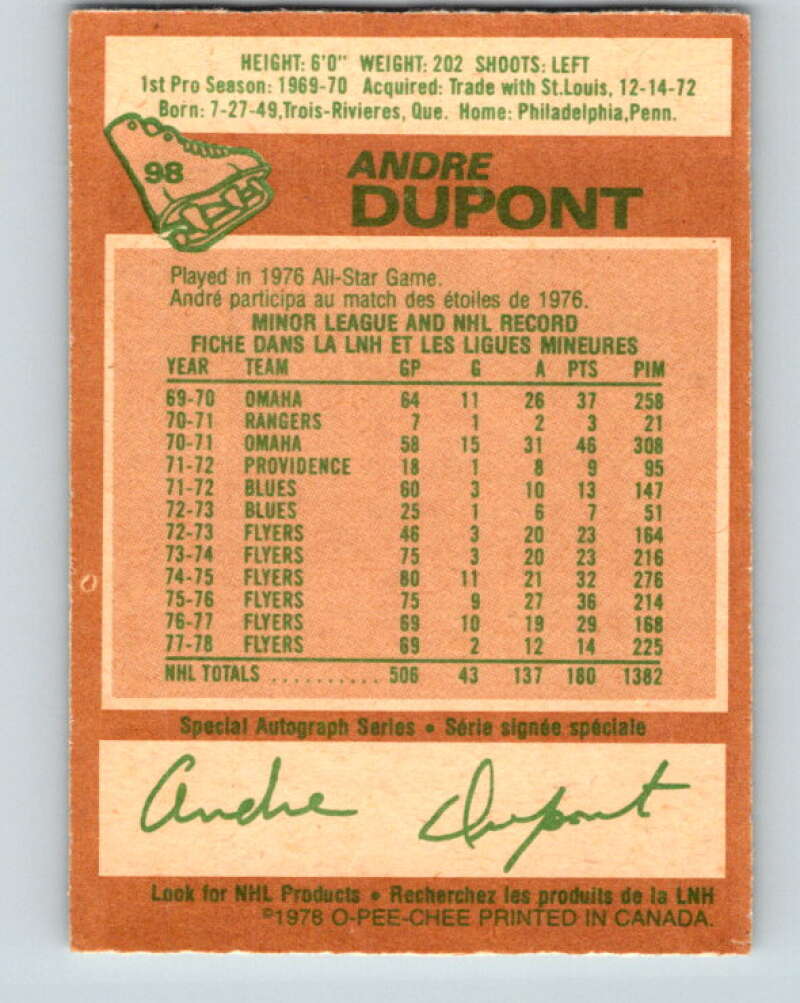 HEIGHT: 6'0" WEIGHT: 202 SHOOTS: LEFT
1st Pro Season: 1969-70 Acquired: Trade with St.Louis, 12-14-72
Born: 7-27-49,Trois-Rivieres, Que. Home: Philadelphia,Penn.
98
ANDRE
DUPONT
Played in 1976 All-Star Game.
André participa au match des étoiles de 1976.
MINOR LEAGUE AND NHL RECORD
FICHE DANS LA LNH ET LES LIGUES MINEURES
YEAR TEAM GP G A PTS PIM
69-70 OMAHA 64 11 26 37 258
70-71 RANGERS 7 1 2 3 21
70-71 OMAHA 58 15 31 46 308
71-72 PROVIDENCE 18 1 8 9 95
71-72 BLUES 60 3 10 13 147
72-73 BLUES 25 1 6 7 51
72-73 FLYERS 46 3 20 23 164
73-74 FLYERS 75 3 20 23 216
74-75 FLYERS 80 11 21 32 276
75-76 FLYERS 75 9 27 36 214
76-77 FLYERS 69 10 19 29 168
77-78 FLYERS 69 2 12 14 225
NHL TOTALS .......... 506 43 137 180 1382
Special Autograph Series • Série signée spéciale
Andre Dupont
Look for NHL Products • Recherchez les produits de la LNH
©1978 O-PEE-CHEE PRINTED IN CANADA.